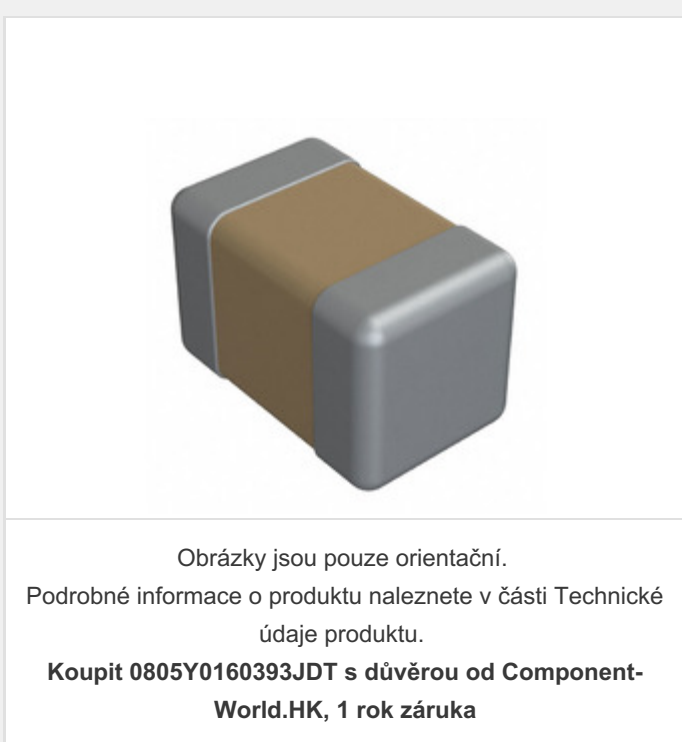 Obrázky jsou pouze orientační.
Podrobné informace o produktu naleznete v části Technické
údaje produktu.
Koupit 0805Y0160393JDT s důvěrou od Component-
World.HK, 1 rok záruka